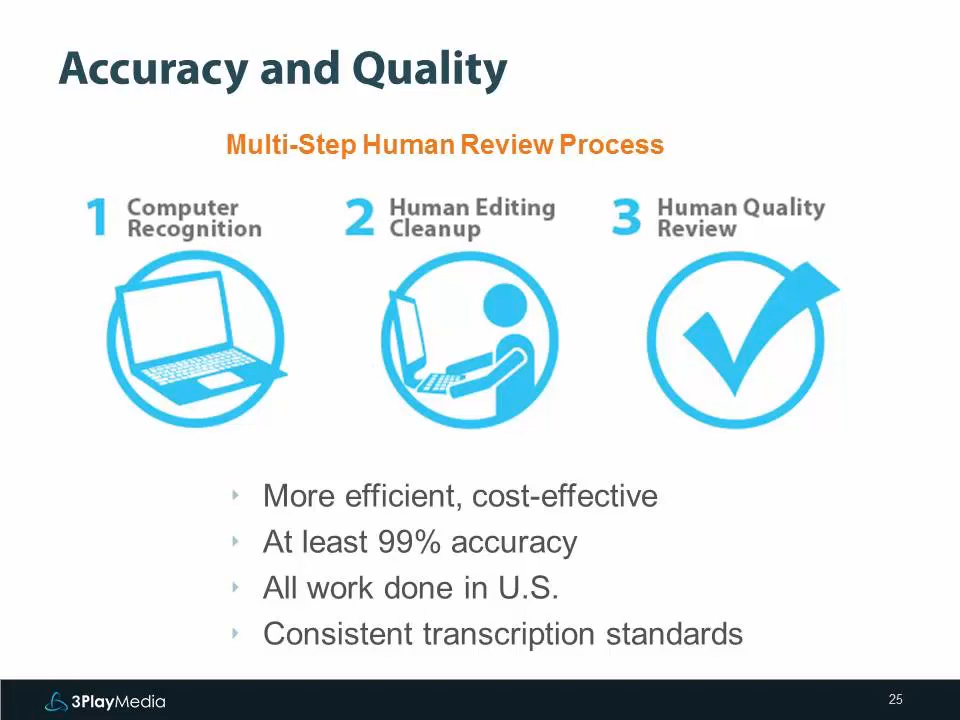 Accuracy and Quality
Multi-Step Human Review Process
1 Computer
Recognition
2 Human Editing
Cleanup
3 Human Quality
Review
‣ More efficient, cost-effective
‣ At least 99% accuracy
‣ All work done in U.S.
‣ Consistent transcription standards
3PlayMedia
25